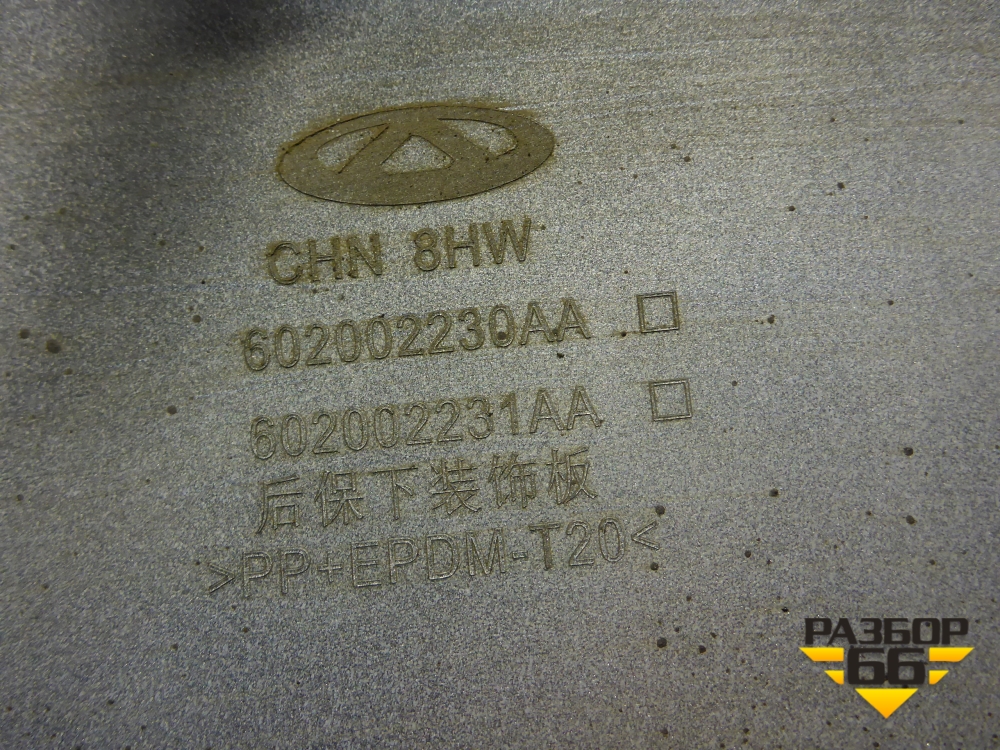 CHN 8HW
602002230AA □
602002231AA □
后保下装饰板
>PP+EPDM-T20<
РАЗБОР
66